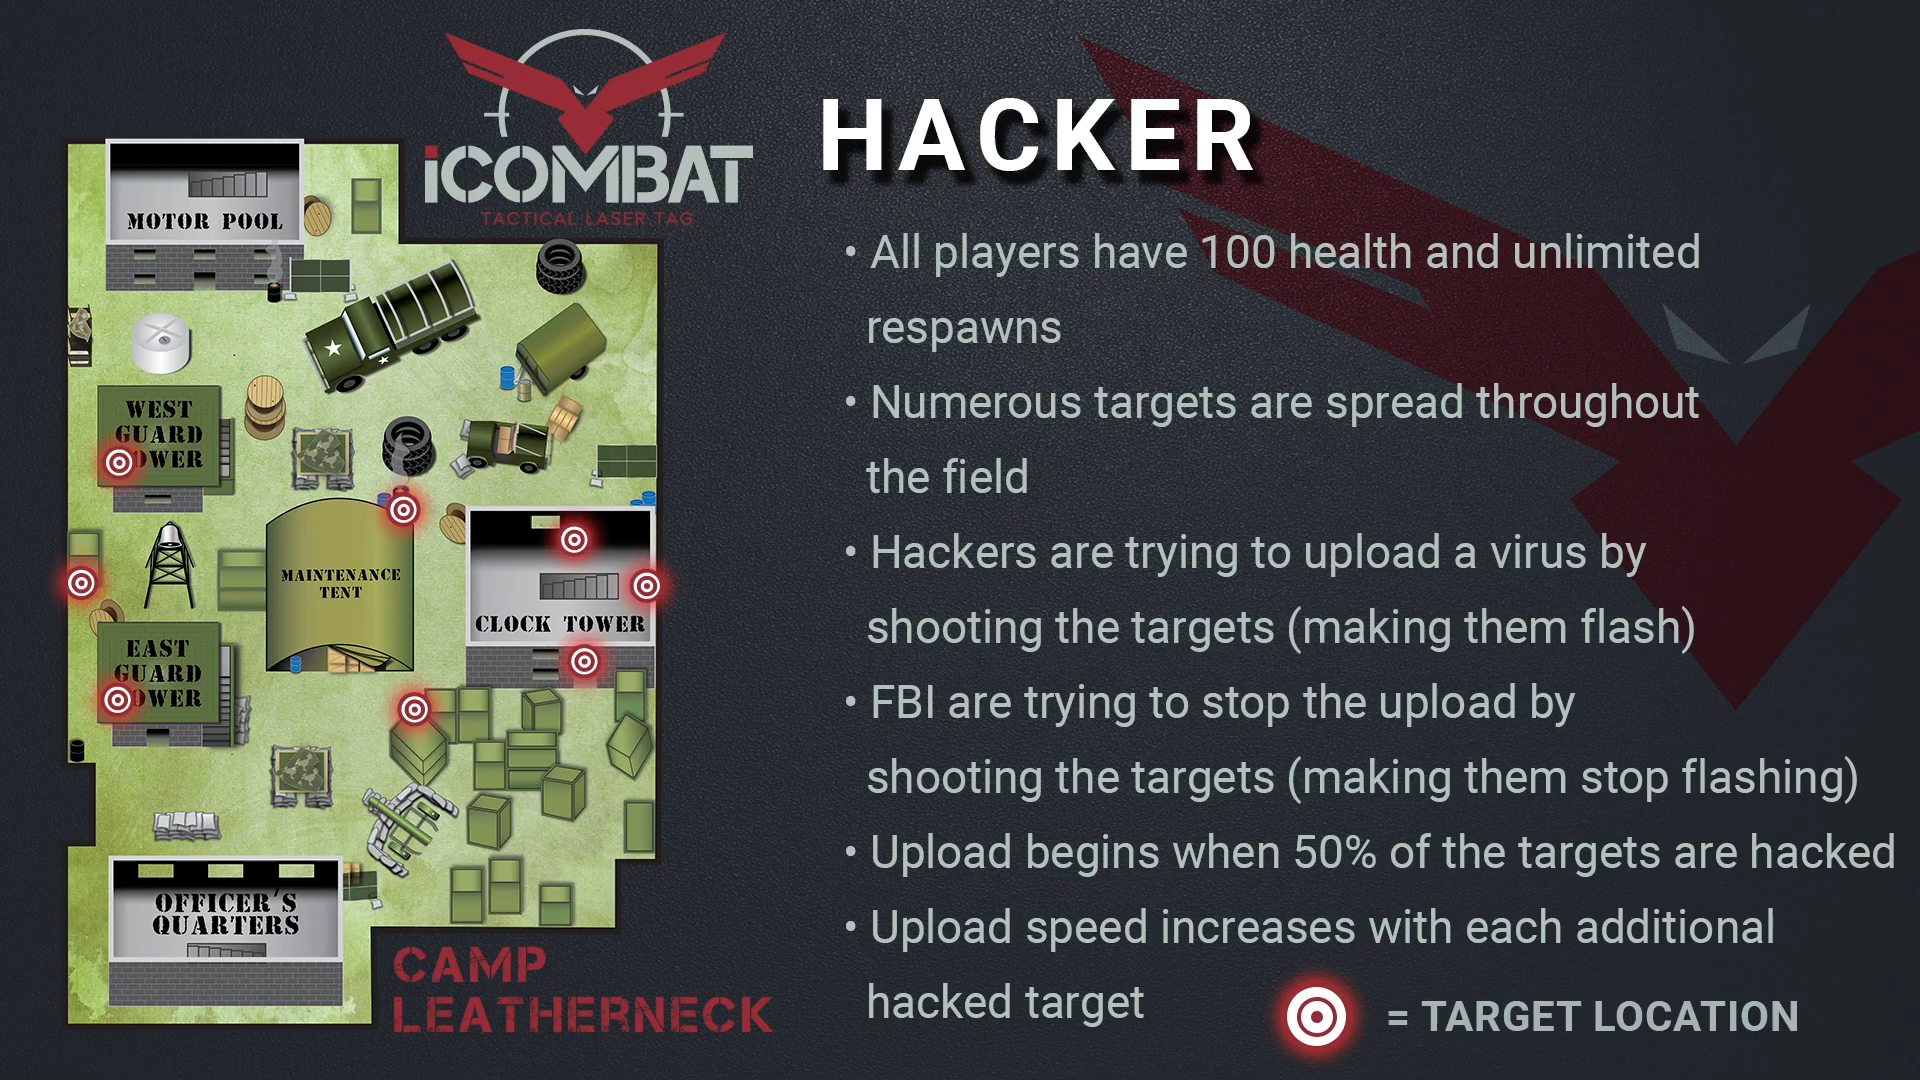 iCOMBAT
TACTICAL LASER TAG
HACKER
• All players have 100 health and unlimited
respawns
• Numerous targets are spread throughout
the field
• Hackers are trying to upload a virus by
shooting the targets (making them flash)
• FBI are trying to stop the upload by
shooting the targets (making them stop flashing)
• Upload begins when 50% of the targets are hacked
• Upload speed increases with each additional
hacked target
= TARGET LOCATION
MOTOR POOL
WEST
GUARD
OWER
MAINTENANCE
TENT
CLOCK TOWER
EAST
GUARD
OWER
OFFICER'S
QUARTERS
CAMP
LEATHERNECK